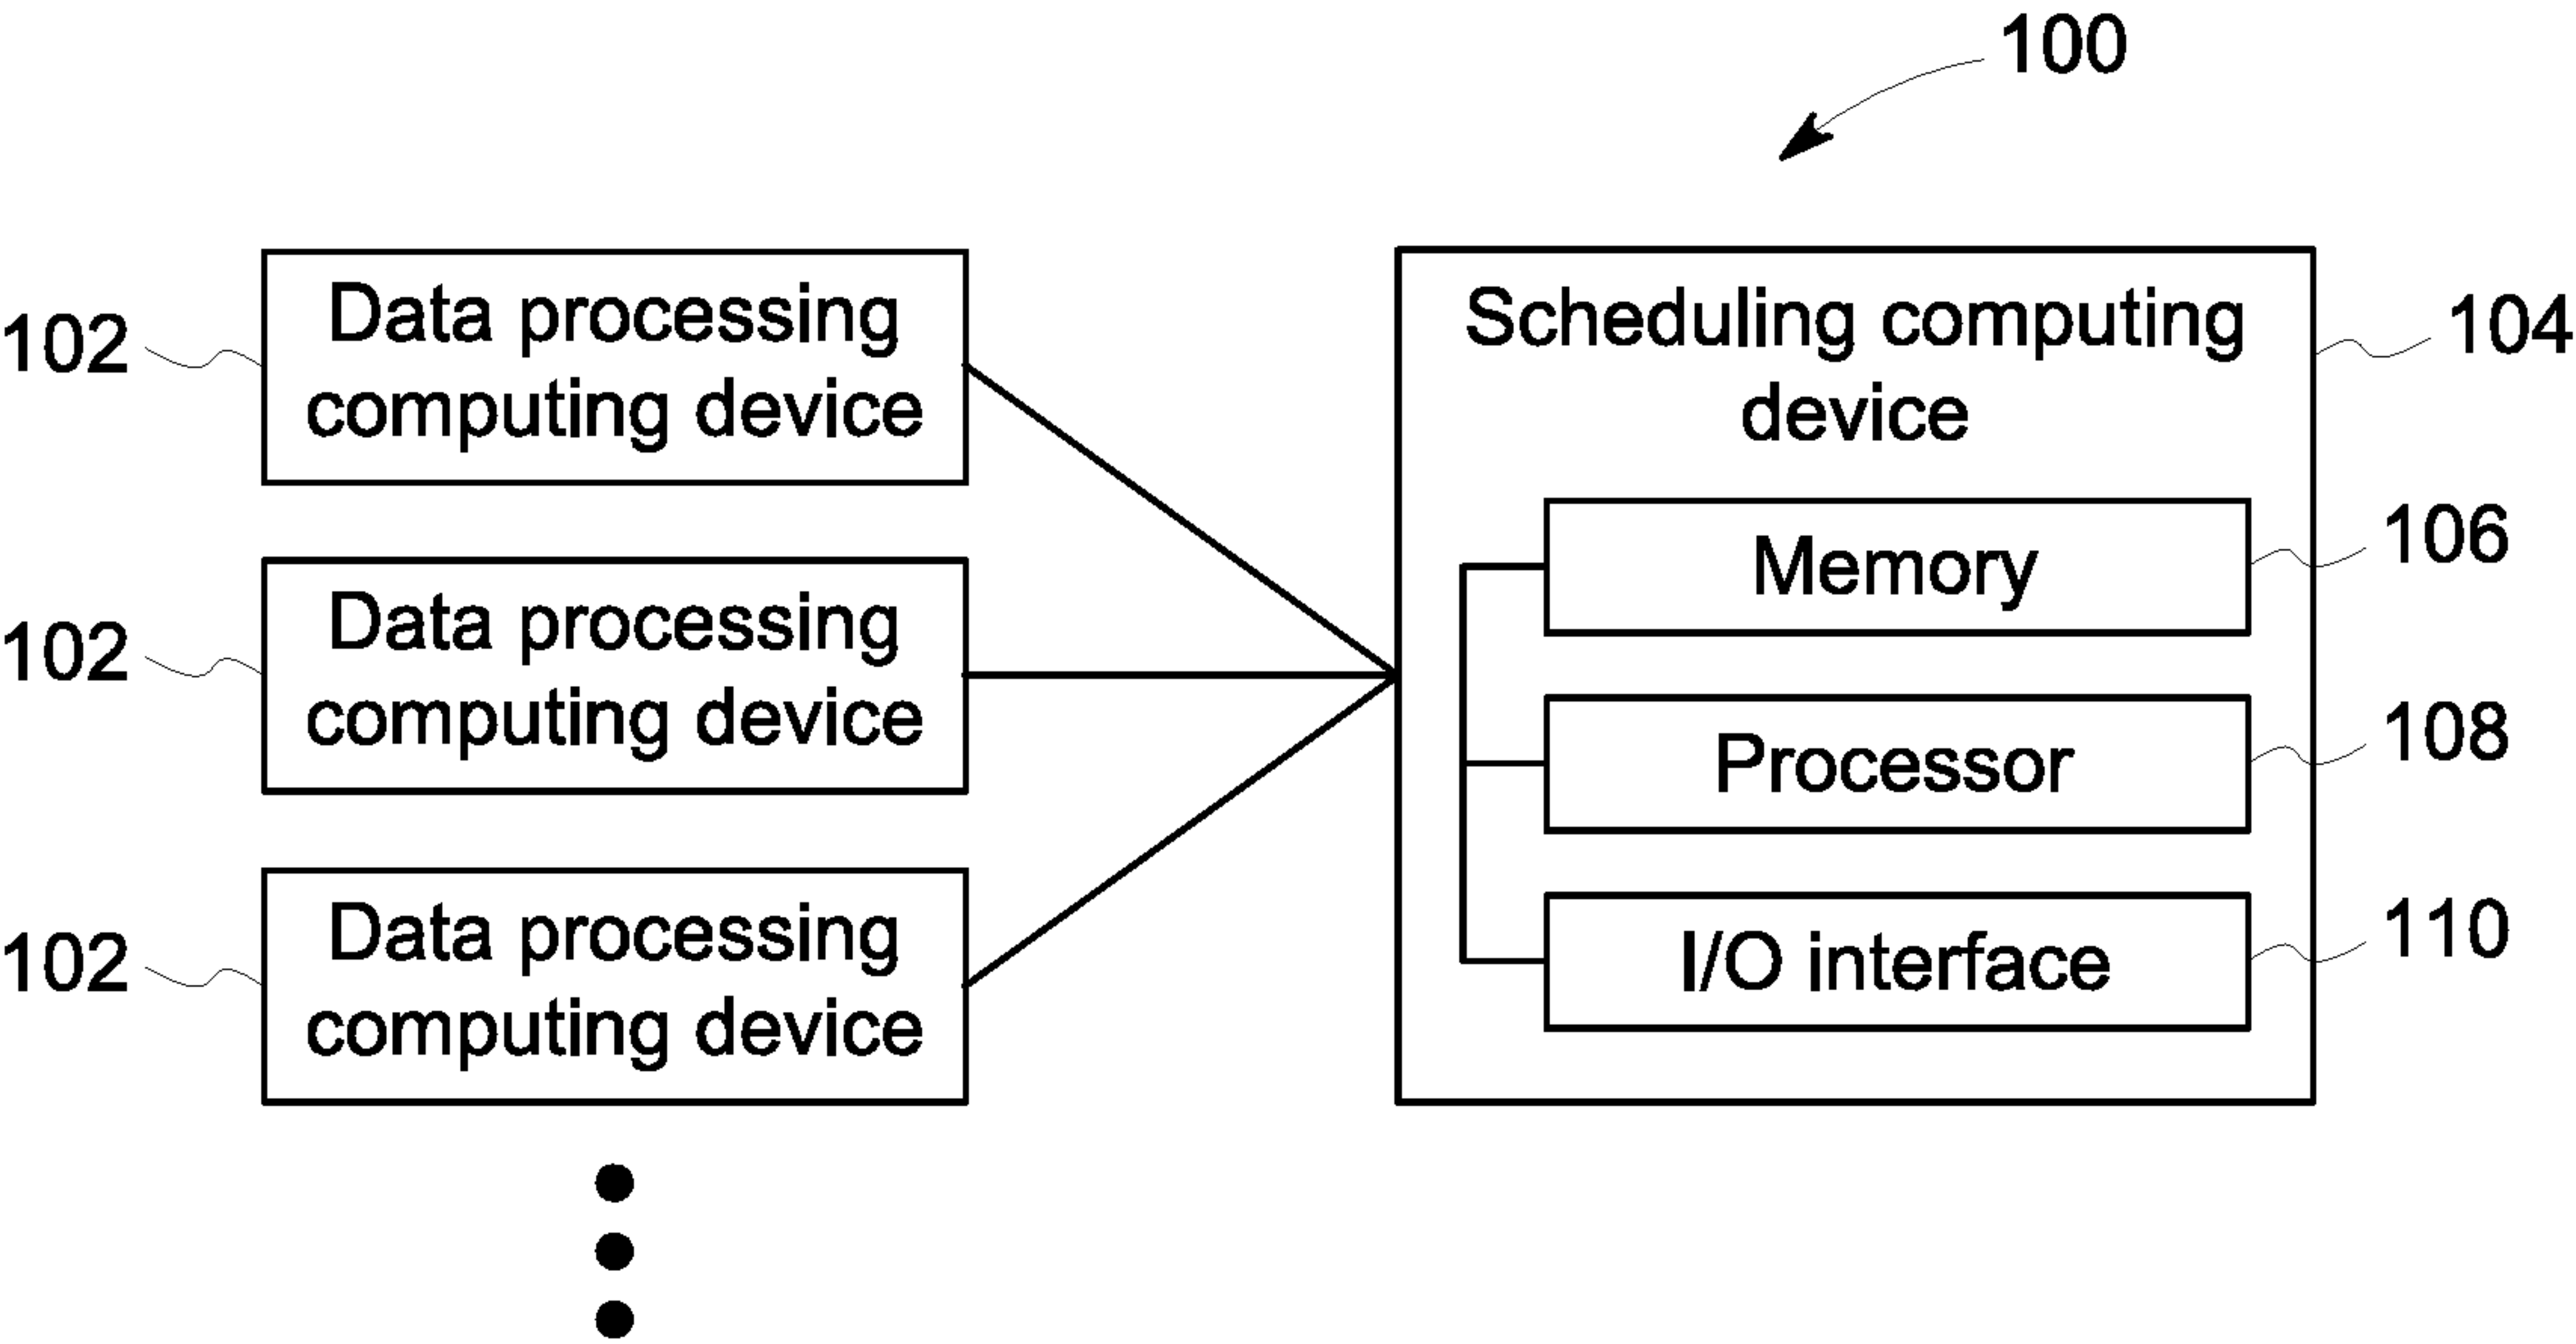 100
102
Data processing
computing device
102
Data processing
computing device
102
Data processing
computing device
Scheduling computing
device
104
Memory
106
Processor
108
I/O interface
110